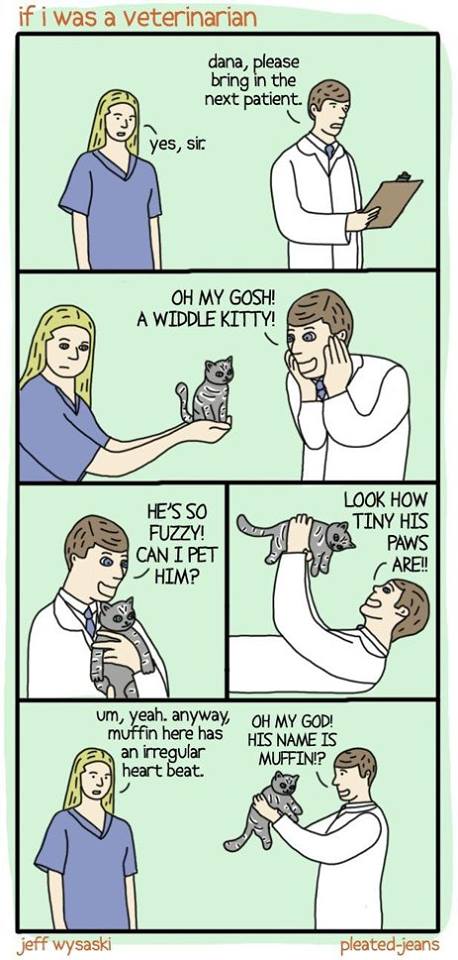 if i was a veterinarian
dana, please
bring in the
next patient.
yes, sir.
OH MY GOSH!
A WIDDLE KITTY!
HE'S SO
FUZZY!
CAN I PET
HIM?
LOOK HOW
TINY HIS
PAWS
ARE!!
um, yeah. anyway,
muffin here has
an irregular
heart beat.
OH MY GOD!
HIS NAME IS
MUFFIN!?
jeff wysaski
pleated-jeans